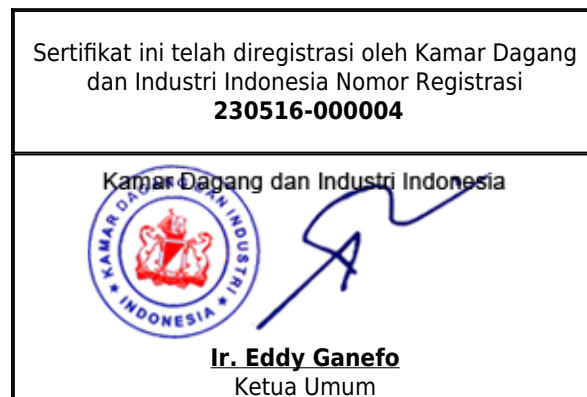 Sertifikat ini telah diregistrasi oleh Kamar Dagang
dan Industri Indonesia Nomor Registrasi
230516-000004
Kamar Dagang dan Industri Indonesia
KAMAR DAGANG DAN INDUSTRI
INDONESIA
Ir. Eddy Ganefo
Ketua Umum